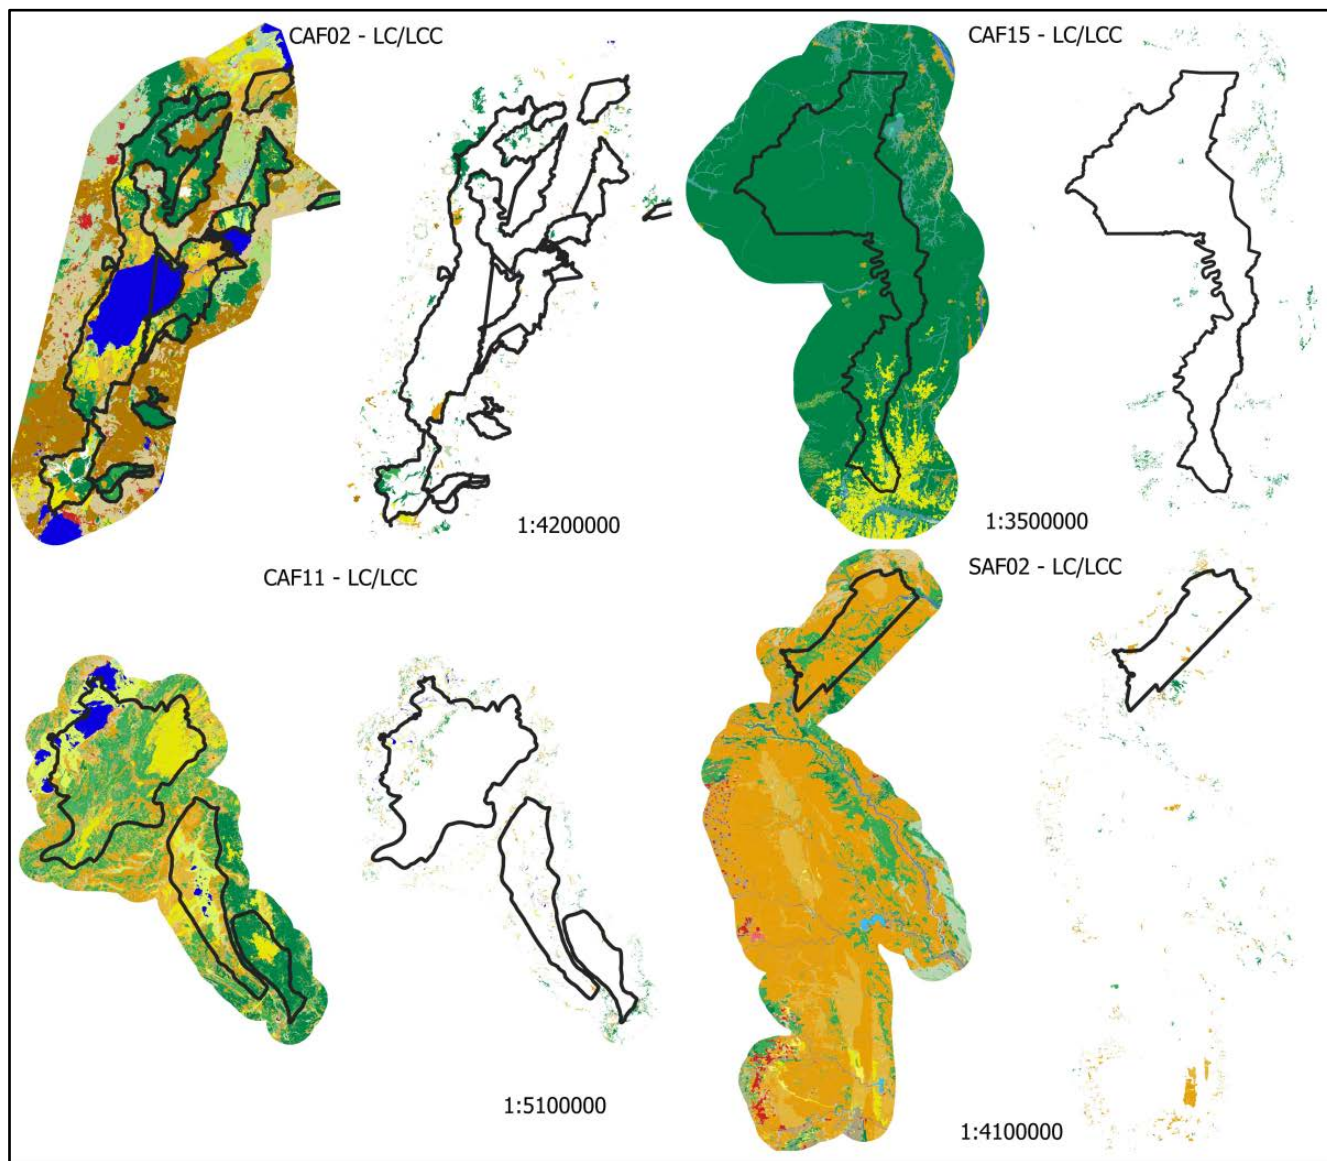 CAF02 - LC/LCC
CAF15 - LC/LCC
1:4200000
1:3500000
CAF11 - LC/LCC
SAF02 - LC/LCC
1:5100000
1:4100000